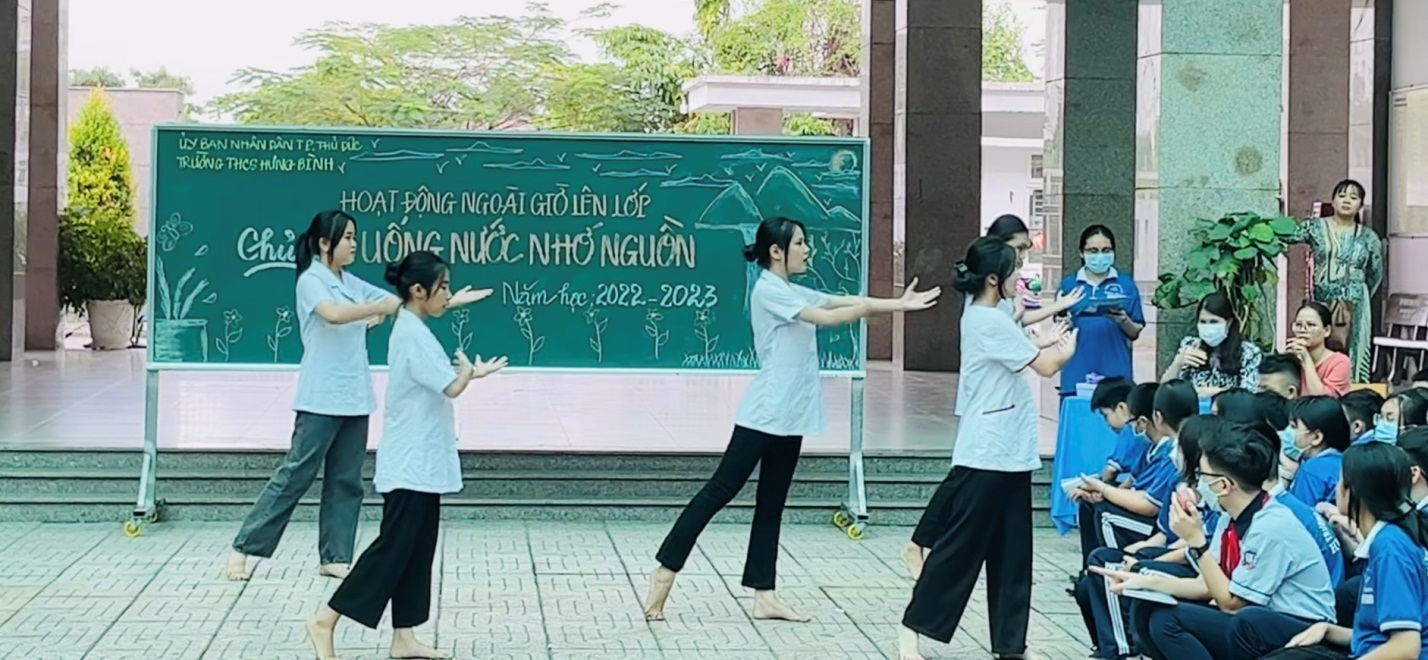 ỦY BAN NHÂN DÂN T.P. THỦ ĐỨC
TRƯỜNG THCS HƯNG BÌNH
HOẠT ĐỘNG NGOÀI GIỜ LÊN LỚP
UỐNG NƯỚC NHỚ NGUỒN
Năm học: 2022-2023